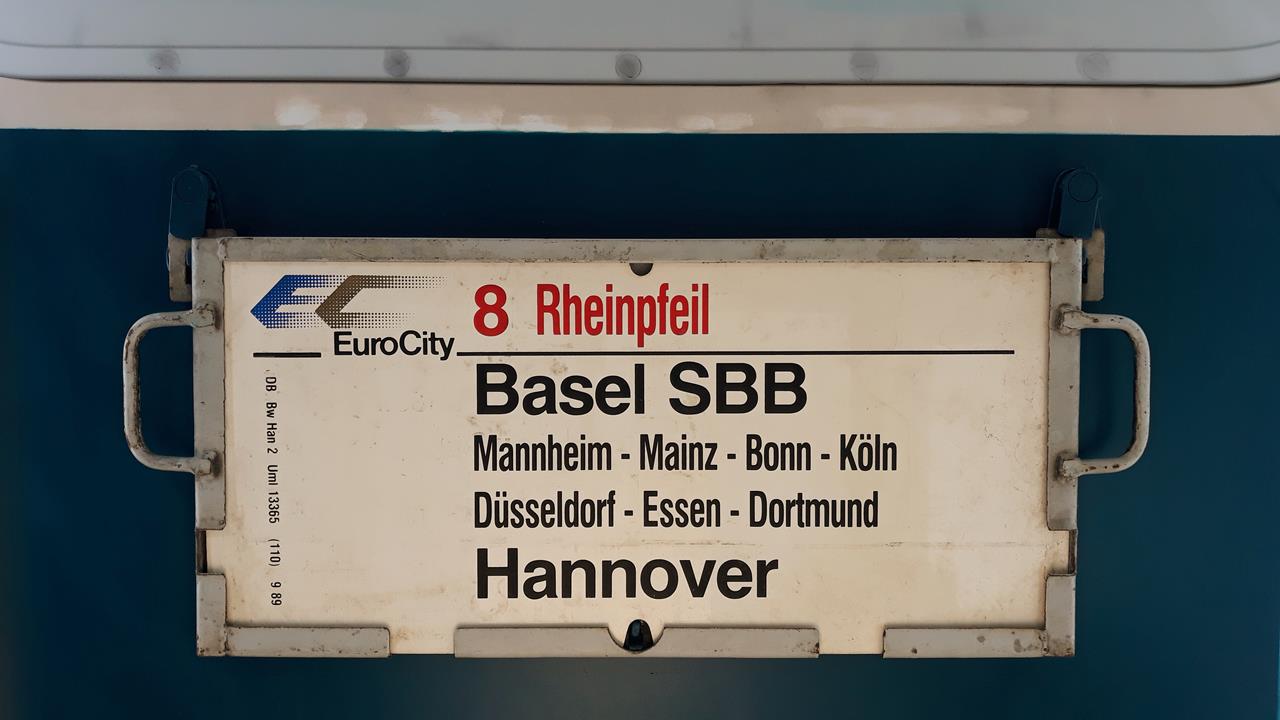 EC
EuroCity
8 Rheinpfeil
Basel SBB
Mannheim - Mainz - Bonn - Köln
Düsseldorf - Essen - Dortmund
Hannover
DB Bw Han 2 Uml 13365 (110) 9 89